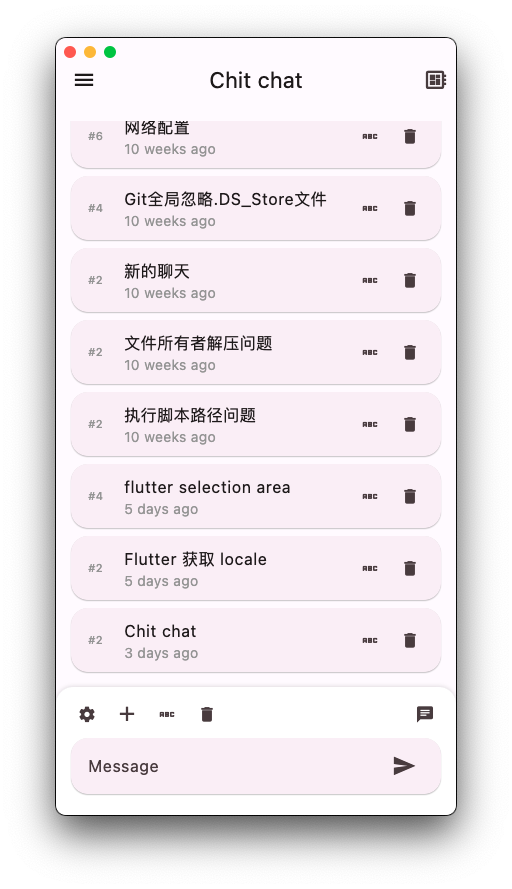 Chit chat
#6
网络配置
ABC
10 weeks ago
#4
Git全局忽略.DS_Store文件
ABC
10 weeks ago
#2
新的聊天
ABC
10 weeks ago
#2
文件所有者解压问题
ABC
10 weeks ago
#2
执行脚本路径问题
ABC
10 weeks ago
#4
flutter selection area
ABC
5 days ago
#2
Flutter 获取 locale
ABC
5 days ago
#2
Chit chat
ABC
3 days ago
ABC
Message